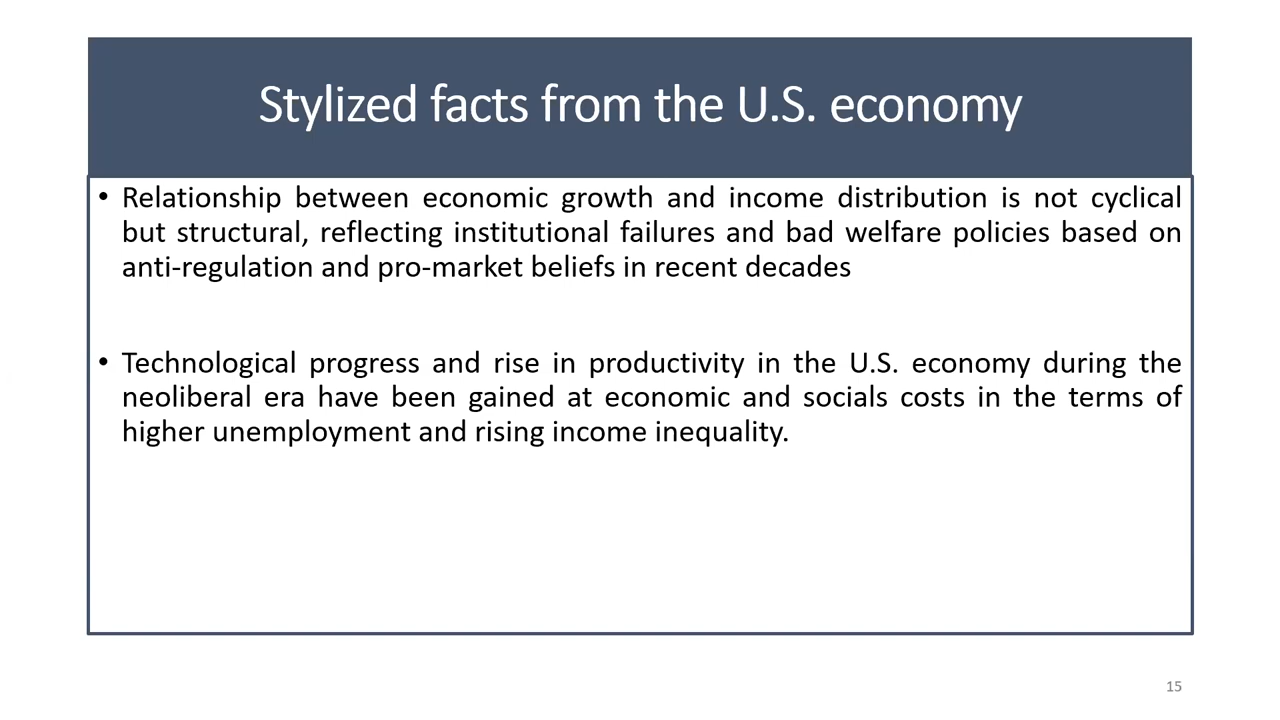 Stylized facts from the U.S. economy
• Relationship between economic growth and income distribution is not cyclical
but structural, reflecting institutional failures and bad welfare policies based on
anti-regulation and pro-market beliefs in recent decades
• Technological progress and rise in productivity in the U.S. economy during the
neoliberal era have been gained at economic and socials costs in the terms of
higher unemployment and rising income inequality.
15